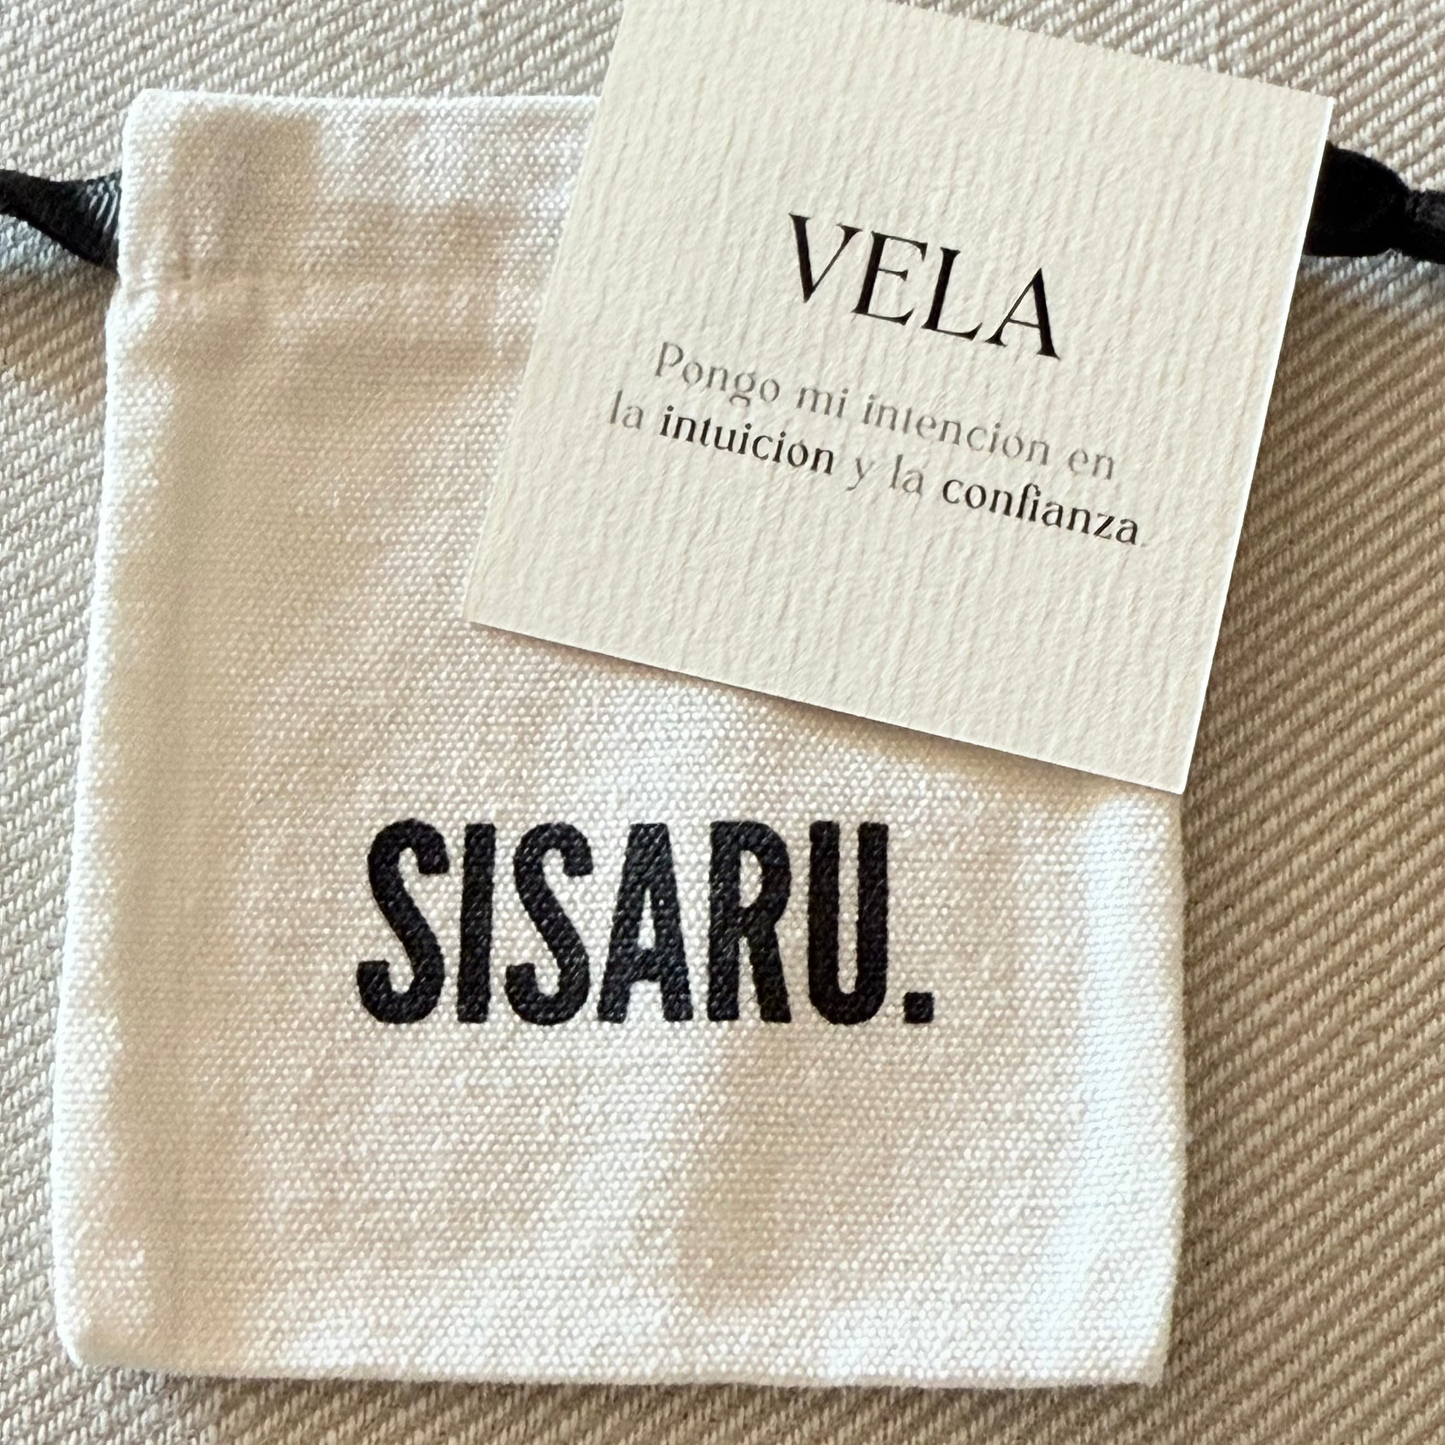 VELA
Pongo mi intención en
la intuición y la confianza.
SISARU.